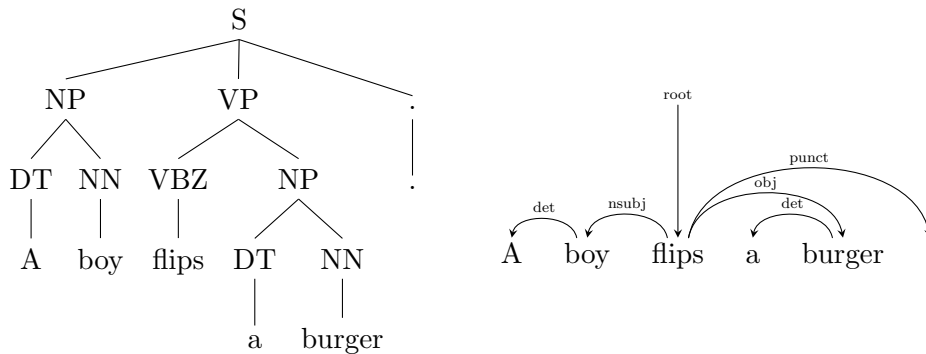 S
NP VP .
DT NN VBZ NP .
A boy flips DT NN
a burger
root
punct
obj
det nsubj det
A boy flips a burger